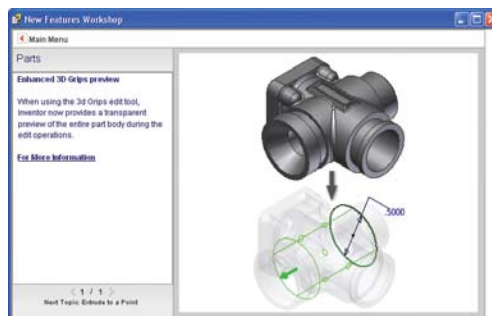 New Features Workshop
Main Menu
Parts
Enhanced 3D Grips preview
When using the 3d Grips edit tool,
Inventor now provides a transparent
preview of the entire part body during the
edit operations.
For More Information
.5000
< 1 / 1 >
Next Topic: Extrude to a Point